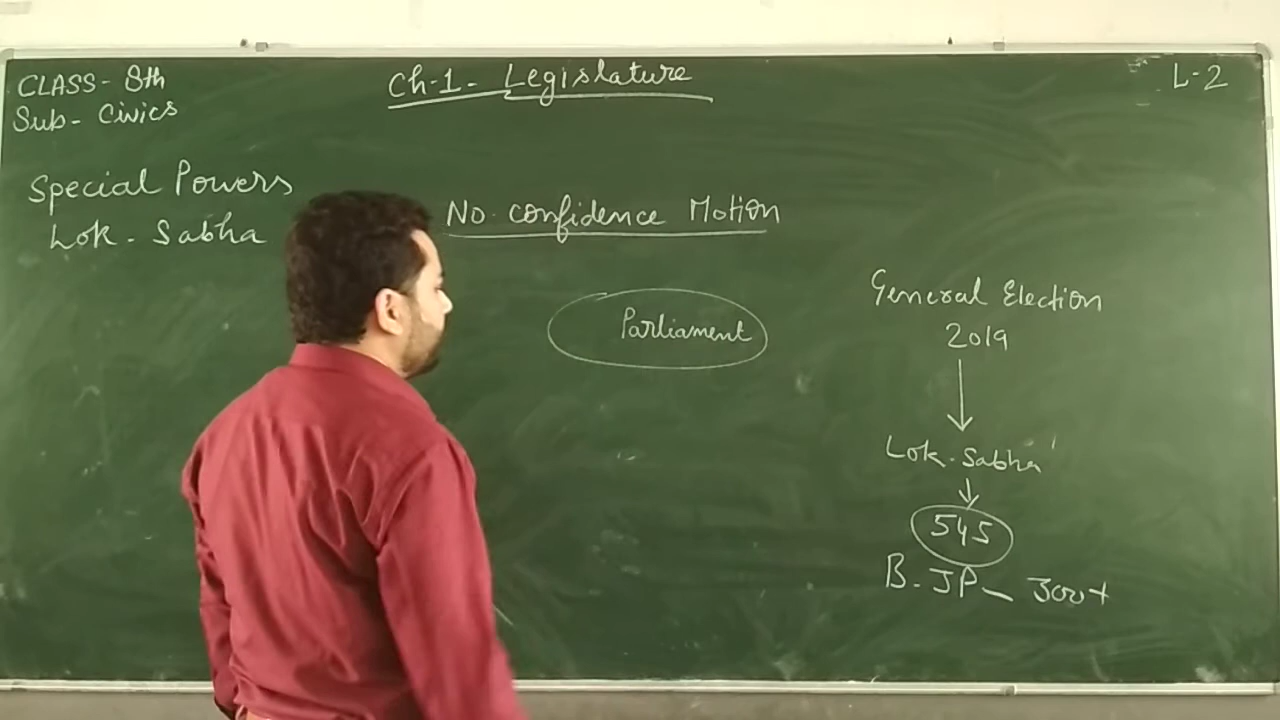 CLASS- 8th
Sub- Civics
Ch-1- Legislature
L-2
Special Powers
Lok-Sabha
No-confidence Motion
Parliament
General Election
2019
Lok-Sabha
545
B.JP- 300+